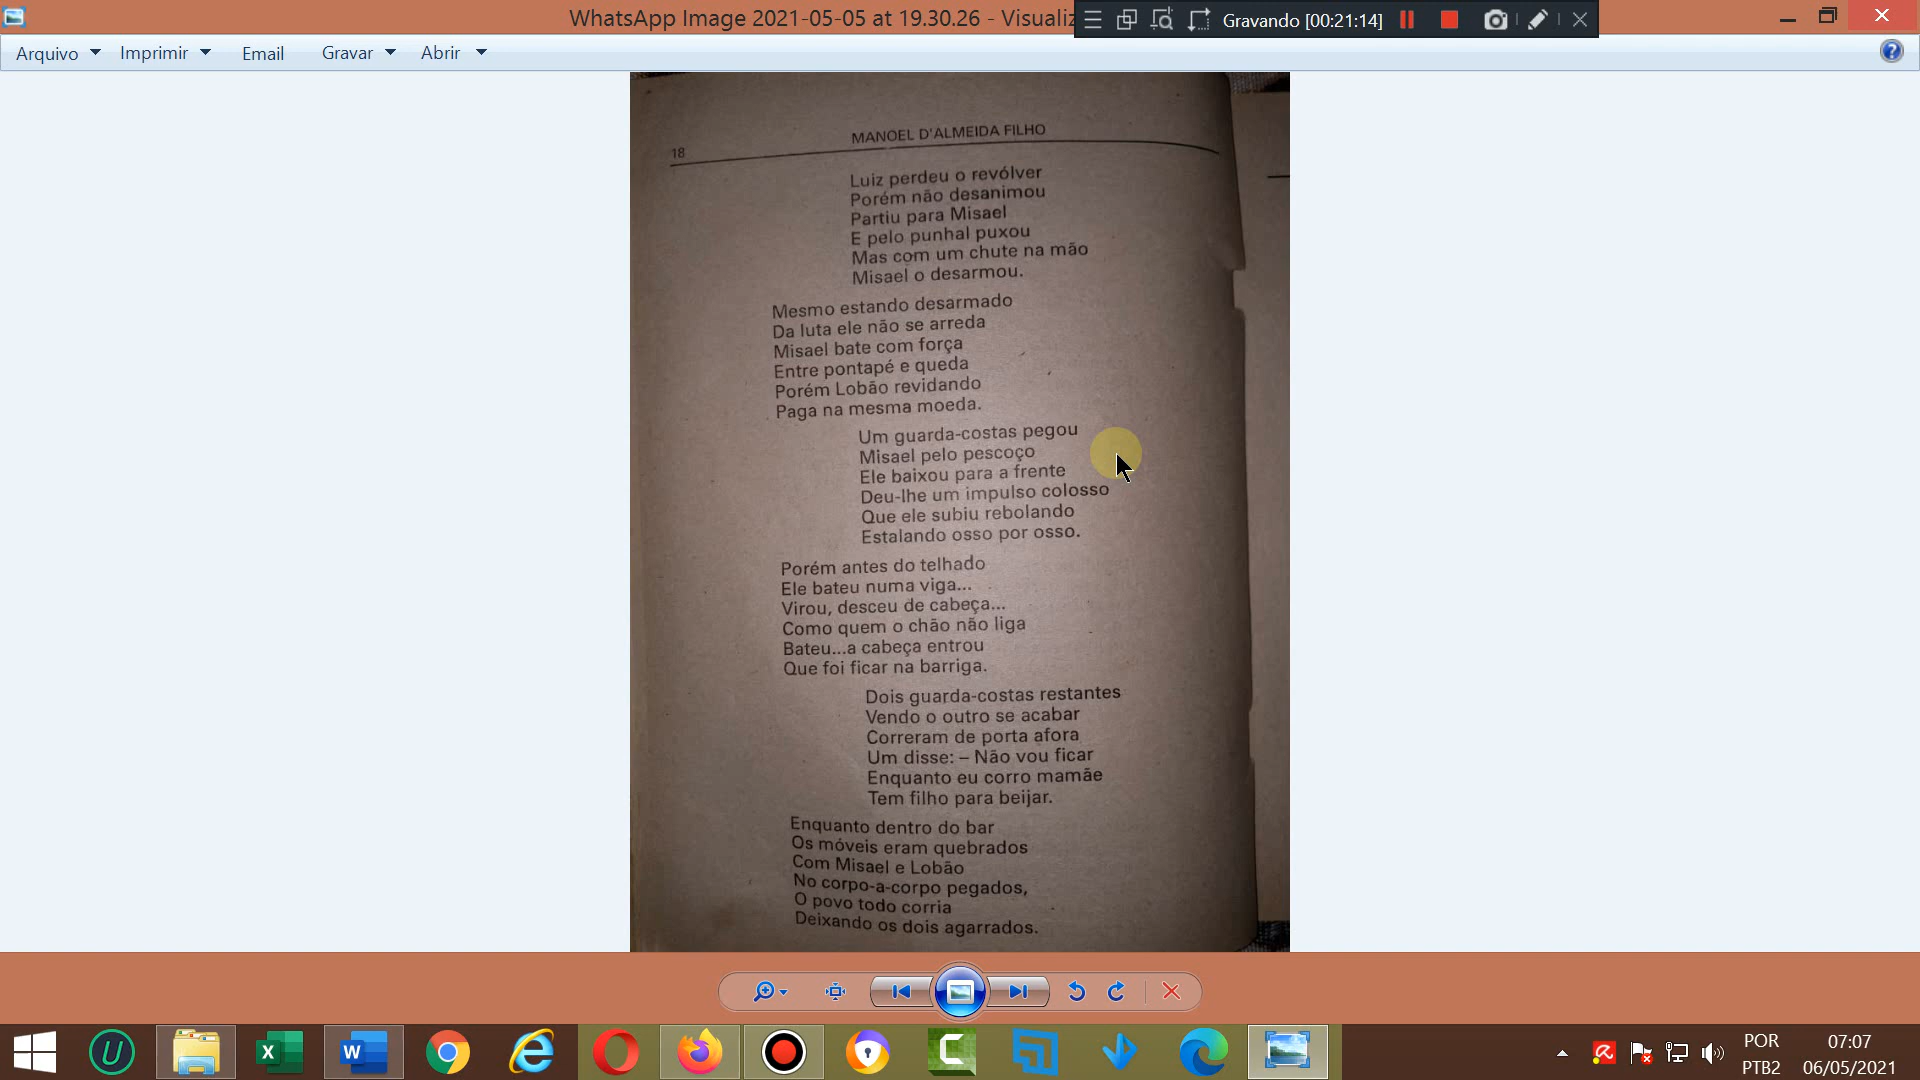 WhatsApp Image 2021-05-05 at 19.30.26 - Visualiz
Gravando [00:21:14]
Arquivo Imprimir Email Gravar Abrir
MANOEL D'ALMEIDA FILHO
18
Luiz perdeu o revólver
Porém não desanimou
Partiu para Misael
E pelo punhal puxou
Mas com um chute na mão
Misael o desarmou.
Mesmo estando desarmado
Da luta ele não se arreda
Misael bate com força
Entre pontapé e queda
Porém Lobão revidando
Paga na mesma moeda.
Um guarda-costas pegou
Misael pelo pescoço
Ele baixou para a frente
Deu-lhe um impulso colosso
Que ele subiu rebolando
Estalando osso por osso.
Porém antes do telhado
Ele bateu numa viga...
Virou, desceu de cabeça...
Como quem o chão não liga
Bateu...a cabeça entrou
Que foi ficar na barriga.
Dois guarda-costas restantes
Vendo o outro se acabar
Correram de porta afora
Um disse: – Não vou ficar
Enquanto eu corro mamãe
Tem filho para beijar.
Enquanto dentro do bar
Os móveis eram quebrados
Com Misael e Lobão
No corpo-a-corpo pegados,
O povo todo corria
Deixando os dois agarrados.
POR 07:07
PTB2 06/05/2021